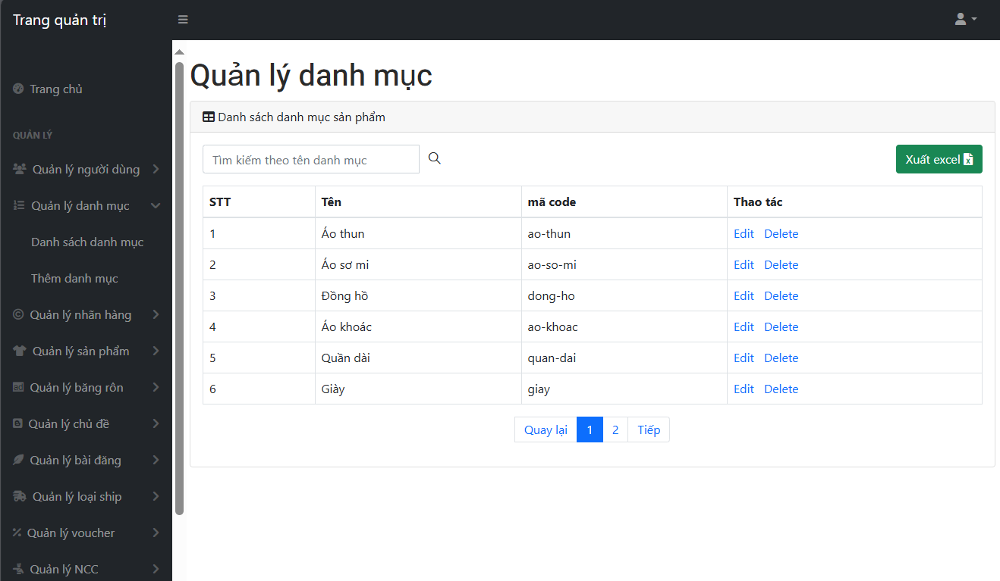 Trang quản trị
Trang chủ
QUẢN LÝ
Quản lý người dùng
Quản lý danh mục
Danh sách danh mục
Thêm danh mục
Quản lý nhãn hàng
Quản lý sản phẩm
Quản lý băng rôn
Quản lý chủ đề
Quản lý bài đăng
Quản lý loại ship
Quản lý voucher
Quản lý NCC
Quản lý danh mục
Danh sách danh mục sản phẩm
Tìm kiếm theo tên danh mục
Xuất excel
STT Tên mã code Thao tác
1 Áo thun ao-thun Edit Delete
2 Áo sơ mi ao-so-mi Edit Delete
3 Đồng hồ dong-ho Edit Delete
4 Áo khoác ao-khoac Edit Delete
5 Quần dài quan-dai Edit Delete
6 Giày giay Edit Delete
Quay lại 1 2 Tiếp